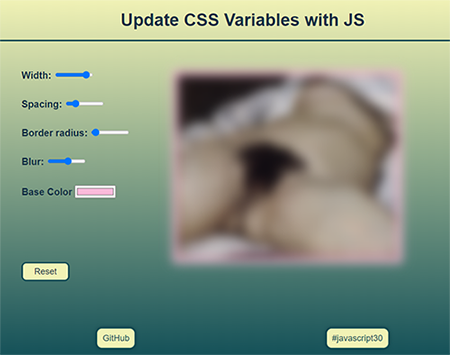 Update CSS Variables with JS
Width:
Spacing:
Border radius:
Blur:
Base Color
Reset
GitHub
#javascript30